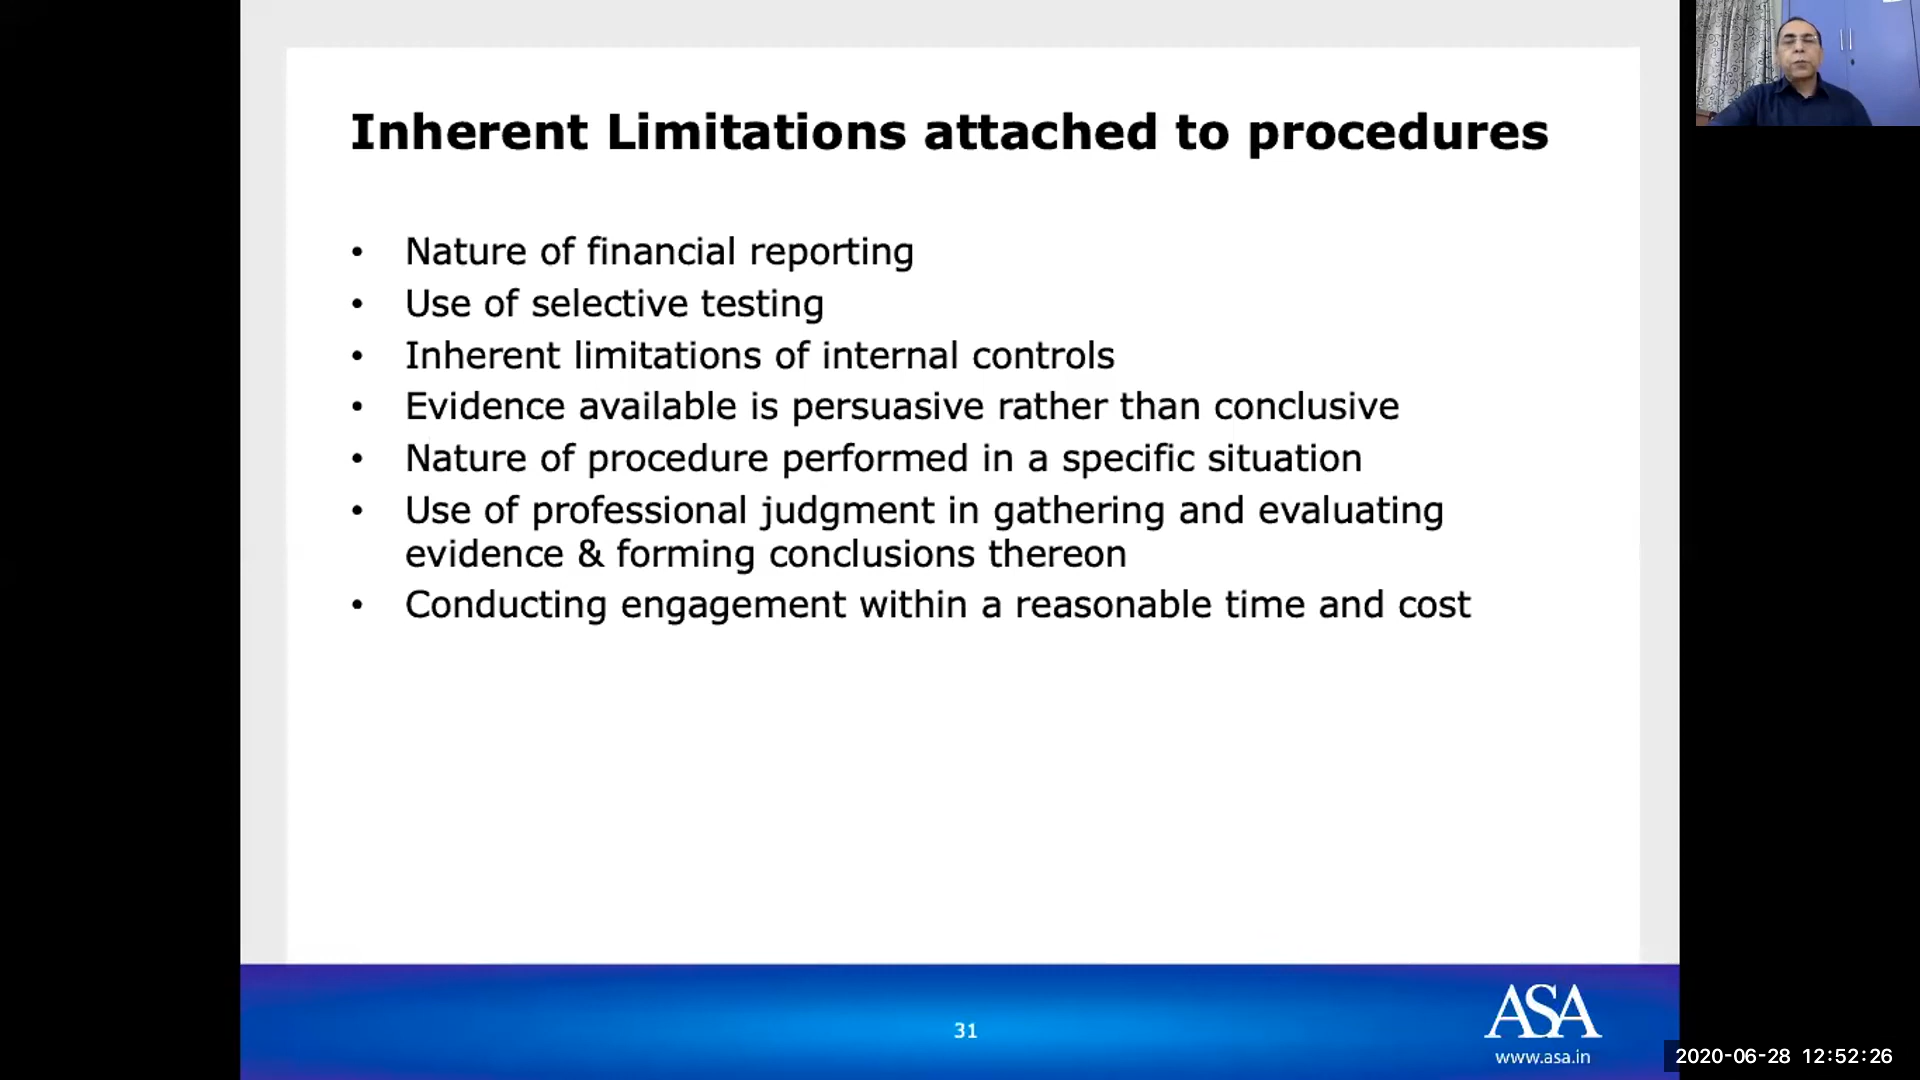 Inherent Limitations attached to procedures
• Nature of financial reporting
• Use of selective testing
• Inherent limitations of internal controls
• Evidence available is persuasive rather than conclusive
• Nature of procedure performed in a specific situation
• Use of professional judgment in gathering and evaluating
evidence & forming conclusions thereon
• Conducting engagement within a reasonable time and cost
31
ASA
www.asa.in
2020-06-28 12:52:26